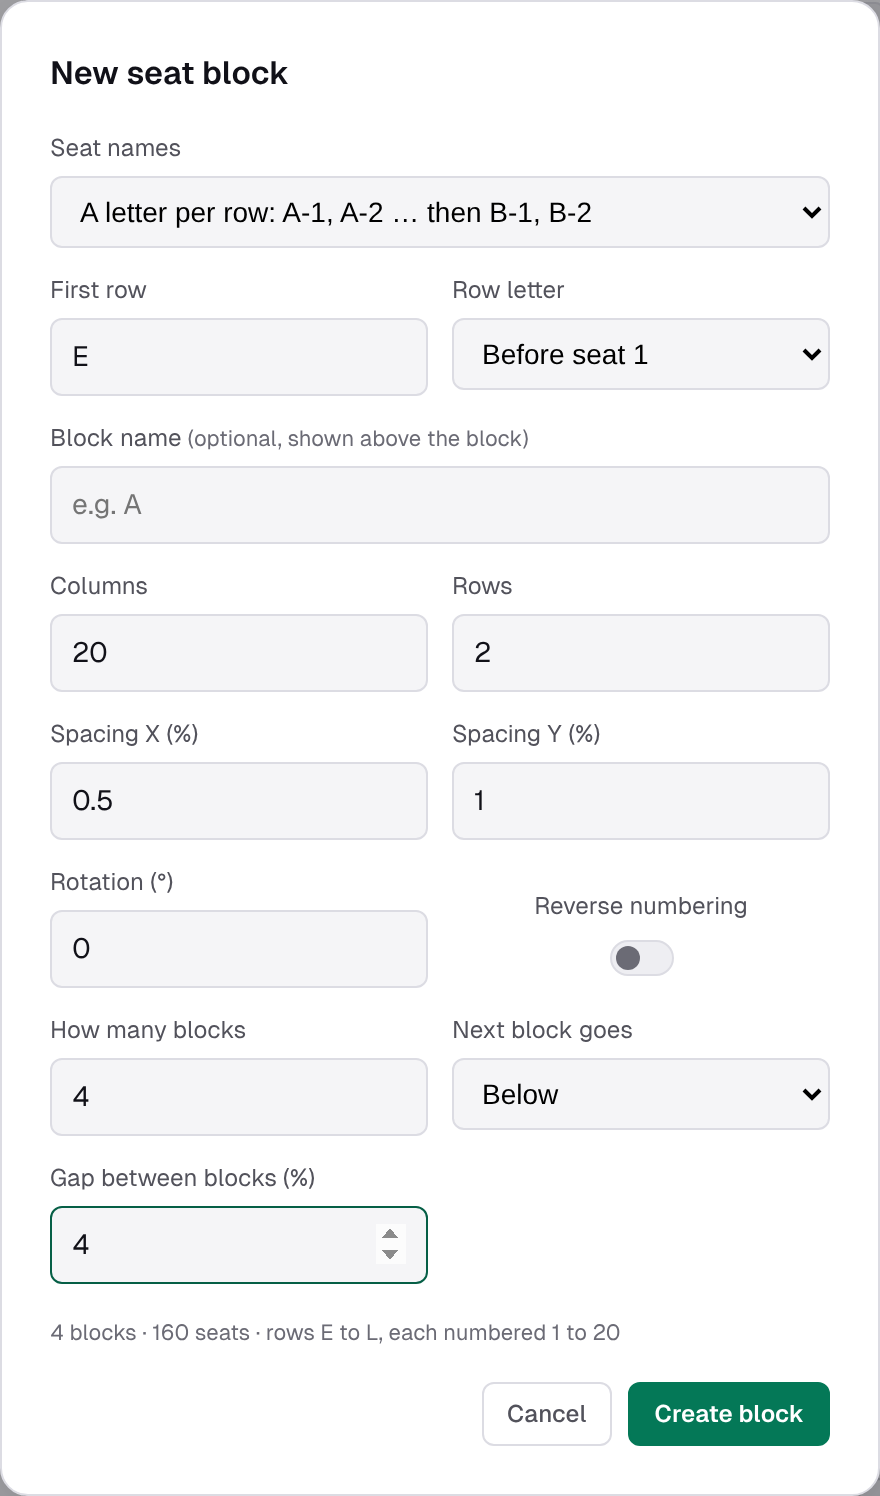 New seat block
Seat names
A letter per row: A-1, A-2 … then B-1, B-2
First row
Row letter
E
Before seat 1
Block name (optional, shown above the block)
e.g. A
Columns
Rows
20
2
Spacing X (%)
Spacing Y (%)
0.5
1
Rotation (°)
Reverse numbering
0
How many blocks
Next block goes
4
Below
Gap between blocks (%)
4
4 blocks · 160 seats · rows E to L, each numbered 1 to 20
Cancel
Create block